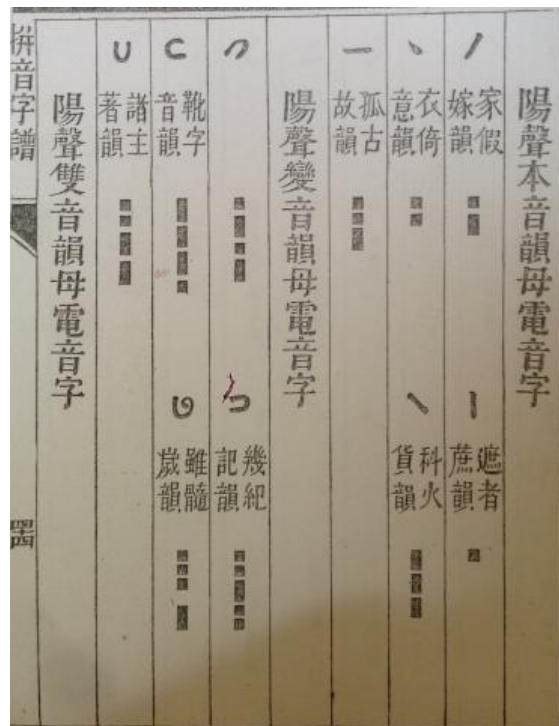 陽聲本音韻母電音字
家假
嫁韻
遮者
蔗韻
衣倚
意韻
科火
貨韻
孤古
故韻
陽聲變音韻母電音字
幾紀
記韻
靴字
音韻
雖髓
嵗韻
諸主
著韻
陽聲雙音韻母電音字
拼音字譜